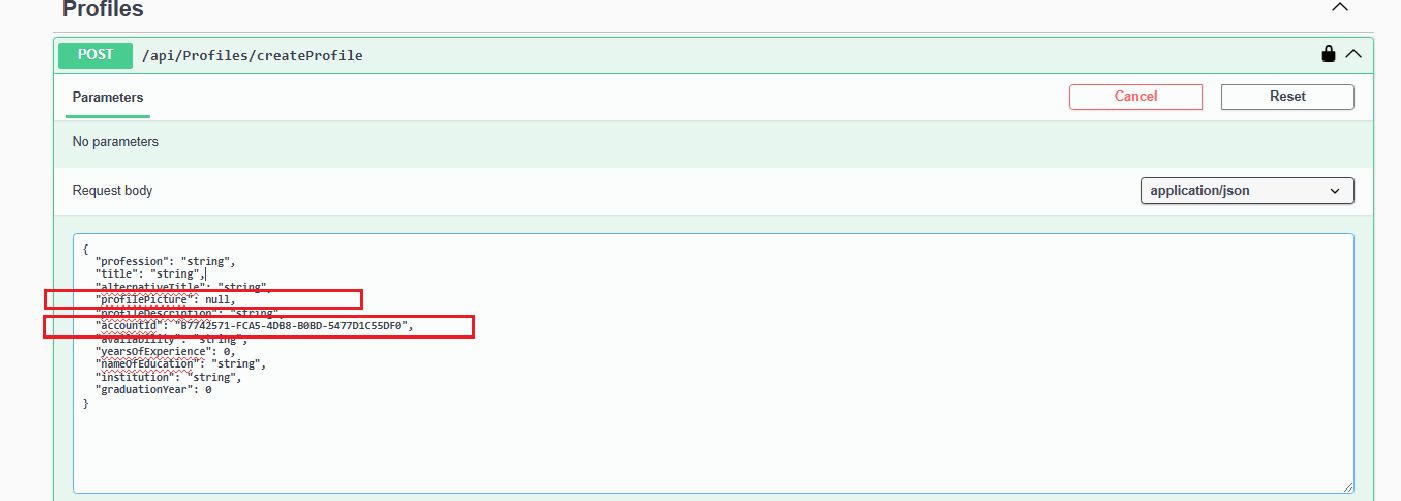 Profiles
POST /api/Profiles/createProfile
Parameters
Cancel
Reset
No parameters
Request body
application/json
{
"profession": "string",
"title": "string",
"alternativeTitle": "string",
"profilePicture": null,
"profileDescription": "string",
"accountId": "B7742571-FCA5-4DB8-B0BD-5477D1C55DF0",
"availability": "string",
"yearsOfExperience": 0,
"nameOfEducation": "string",
"institution": "string",
"graduationYear": 0
}